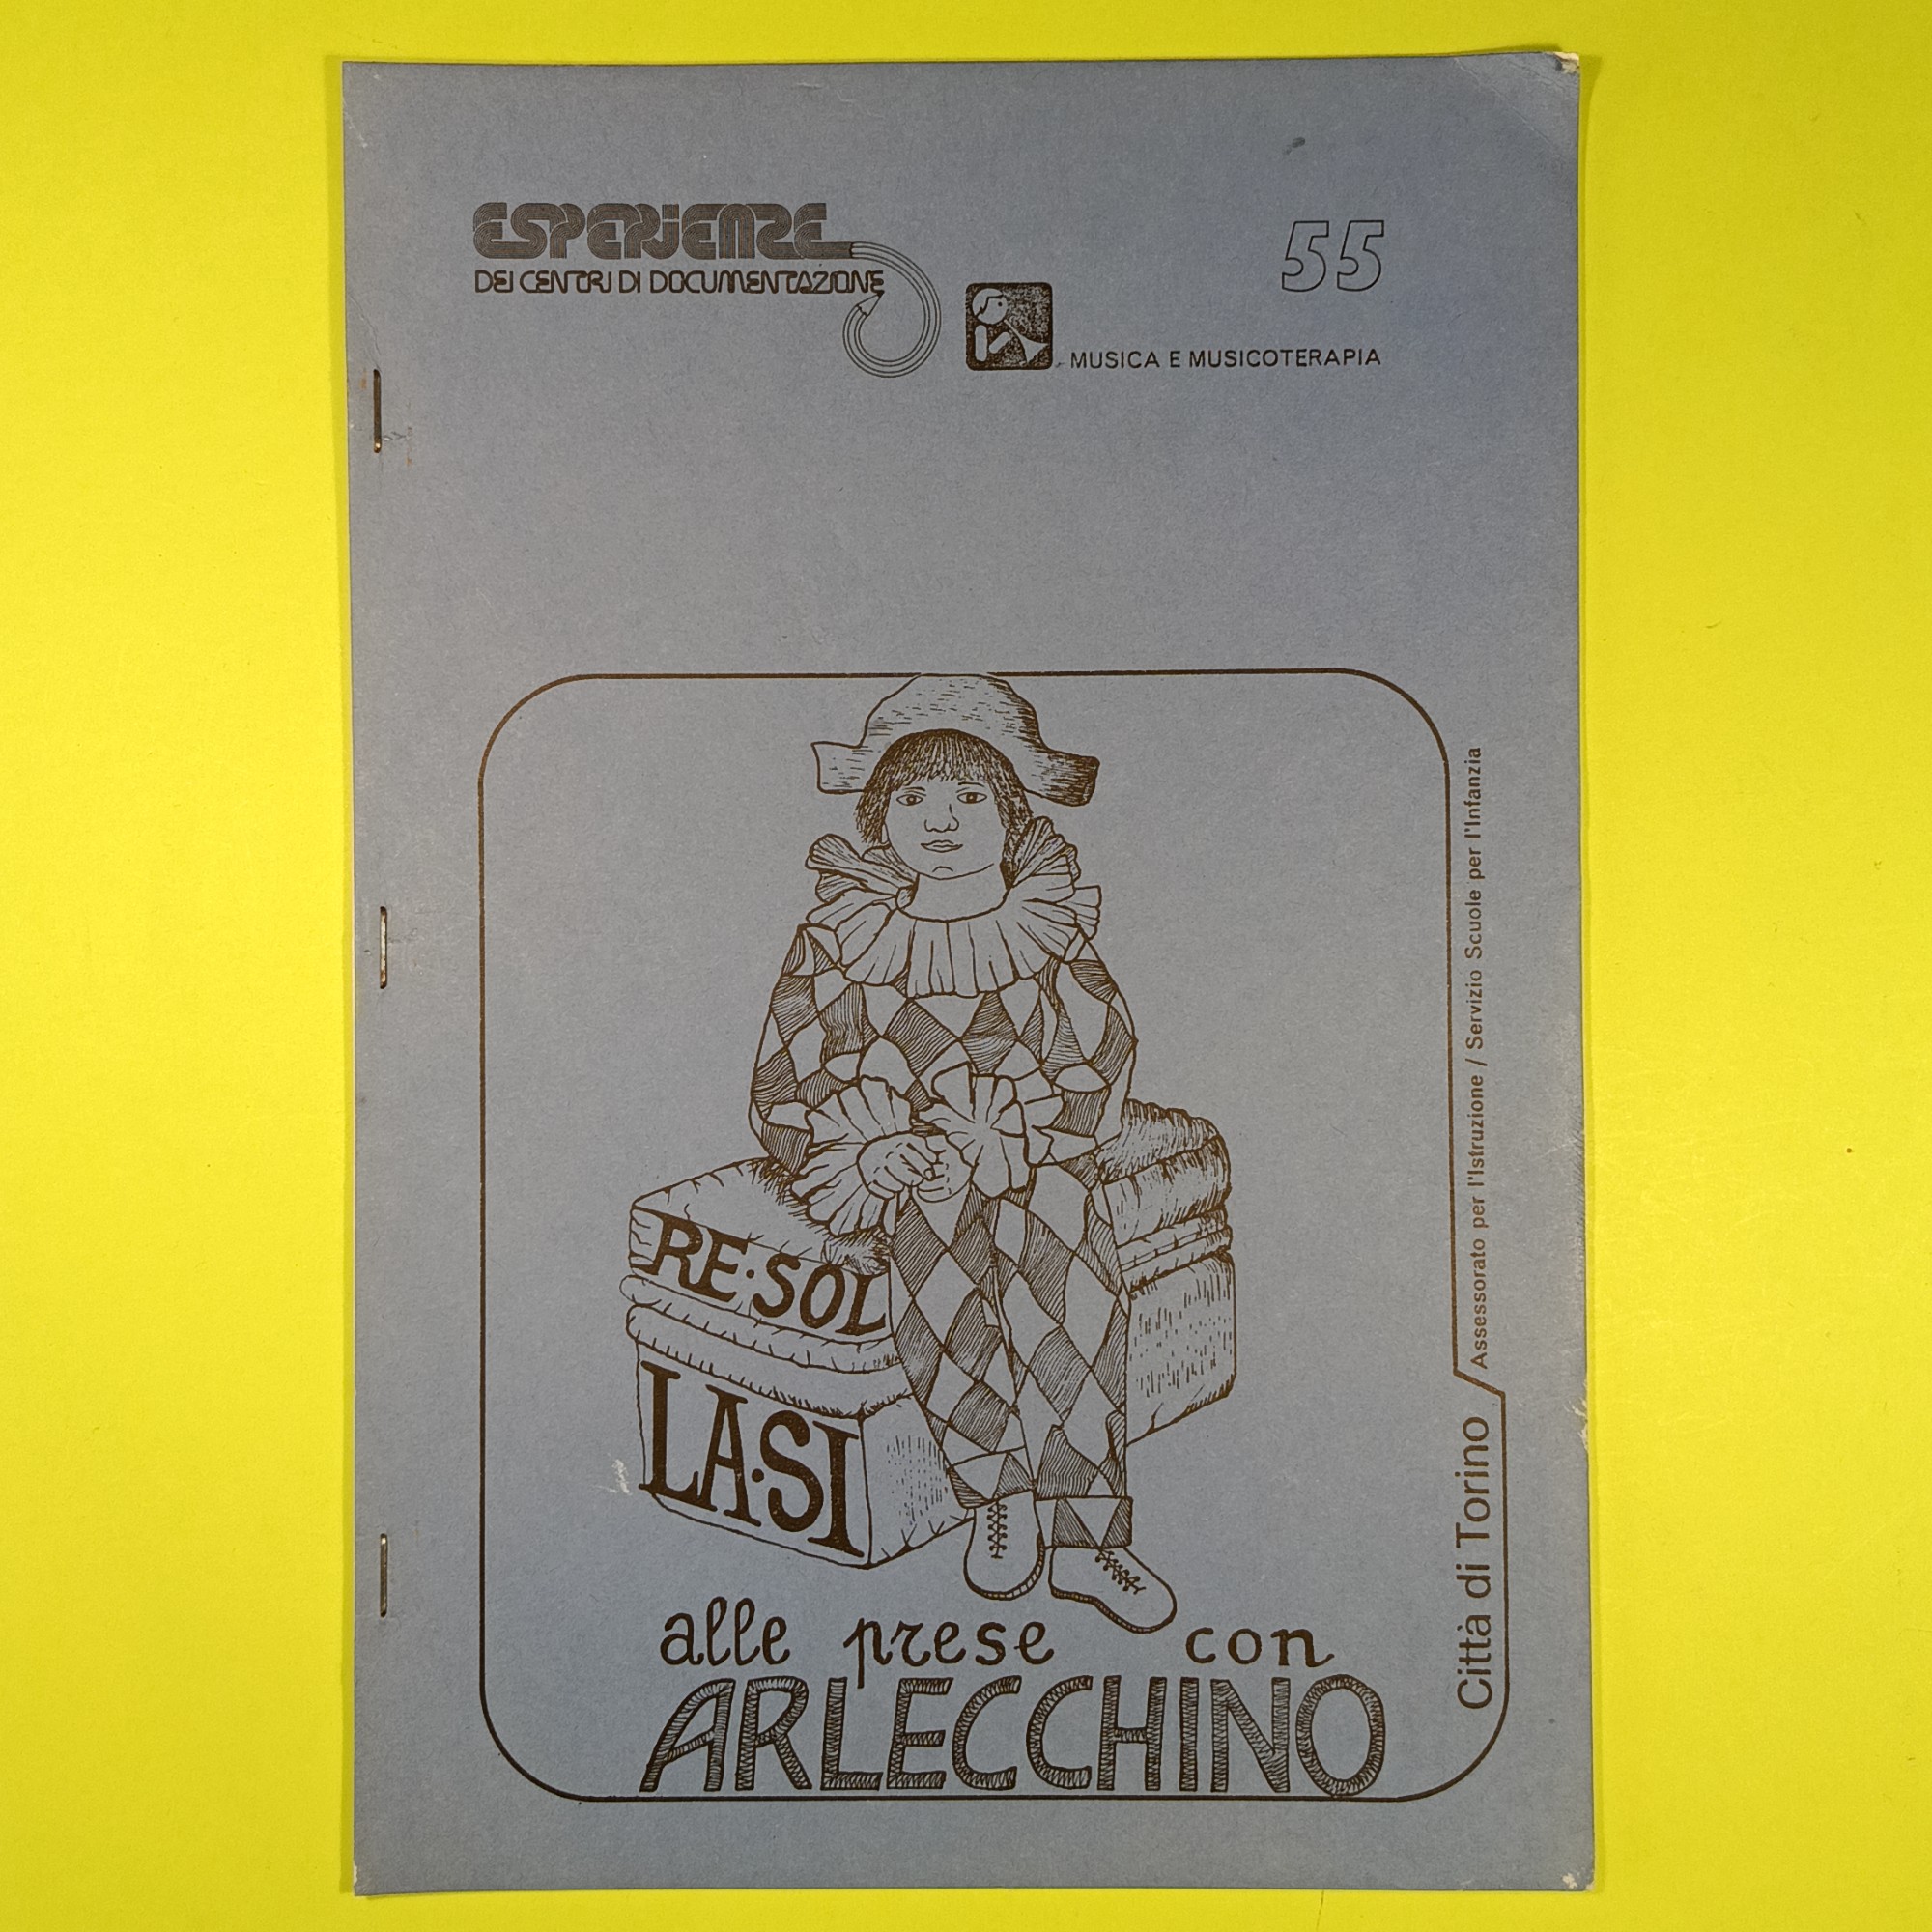 ESPERIENZE
DEI CENTRI DI DOCUMENTAZIONE
55
MUSICA E MUSICOTERAPIA
RE·SOL
LA·SI
alle prese con
ARLECCHINO
Città di Torino
Assessorato per l'Istruzione / Servizio Scuole per l'Infanzia